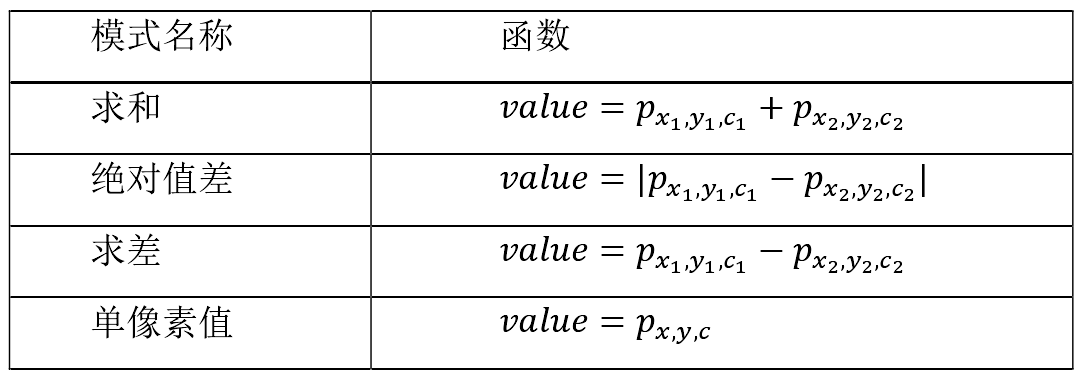 模式名称 函数
求和 value = p_{x_1,y_1,c_1} + p_{x_2,y_2,c_2}
绝对值差 value = |p_{x_1,y_1,c_1} − p_{x_2,y_2,c_2}|
求差 value = p_{x_1,y_1,c_1} − p_{x_2,y_2,c_2}
单像素值 value = p_{x,y,c}